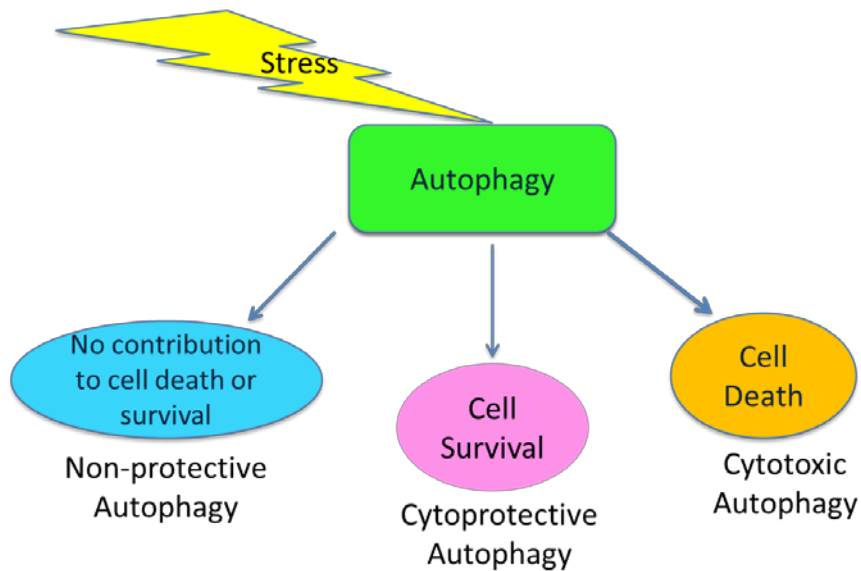 Stress
Autophagy
No contribution
to cell death or
survival
Non-protective
Autophagy
Cell
Survival
Cytoprotective
Autophagy
Cell
Death
Cytotoxic
Autophagy